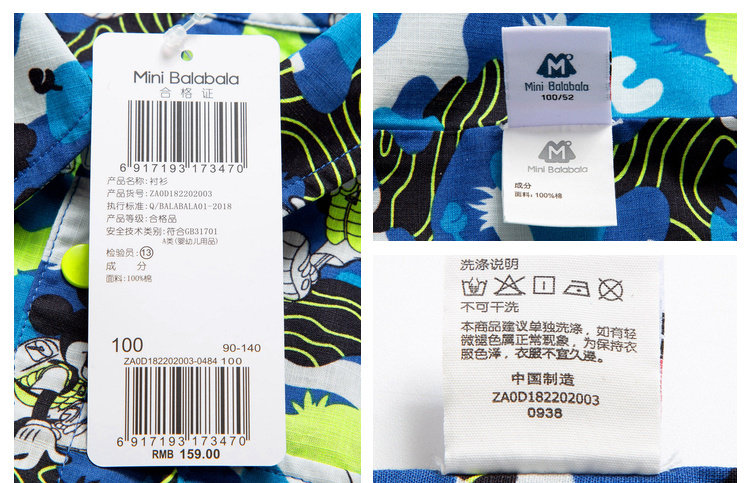 Mini Balabala
合格证
6 917193 173470
产品名称:衬衫
产品货号:ZA0D182202003
执行标准:Q/BALABALA01-2018
产品等级:合格品
安全技术类别:符合GB31701
A类(婴幼儿用品)
检验员:13
成 分
面料:100%棉
100 90-140
ZA0D182202003-0484 100
6 917193 173470
RMB 159.00
Mini Balabala
100/52
Mini Balabala
成分
面料:100%棉
洗涤说明
不可干洗
本商品建议单独洗涤，如有轻
微褪色属正常现象，为保持衣
服色泽，衣服不宜久浸。
中国制造
ZA0D182202003
0938